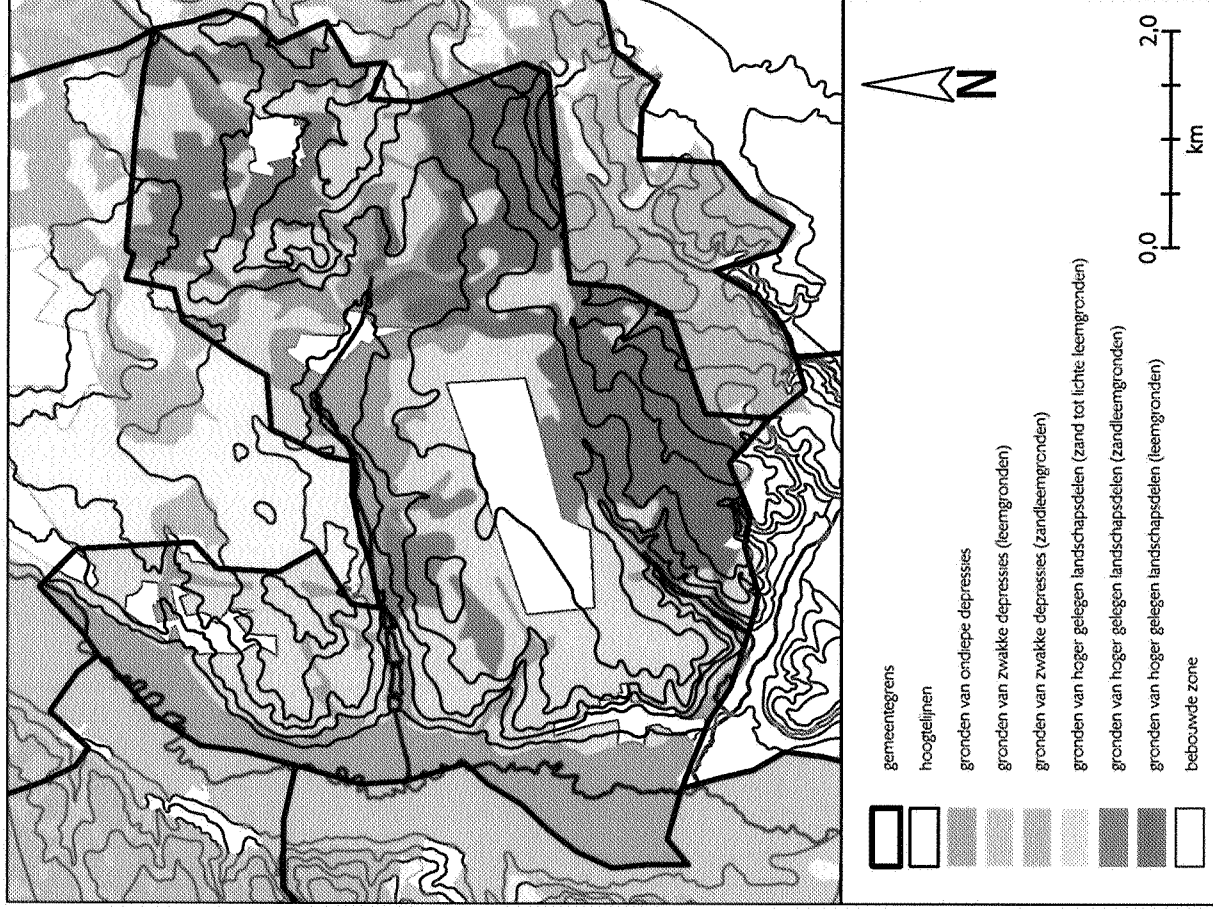 gemeentegrens
hoogtelijnen
gronden van ondiepe depressies
gronden van zwakke depressies (leemgronden)
gronden van zwakke depressies (zandleemgronden)
gronden van hoger gelegen landschapsdelen (zand tot lichte leemgronden)
gronden van hoger gelegen landschapsdelen (zandleemgronden)
gronden van hoger gelegen landschapsdelen (leemgronden)
bebouwde zone
N
0,0 2,0
km